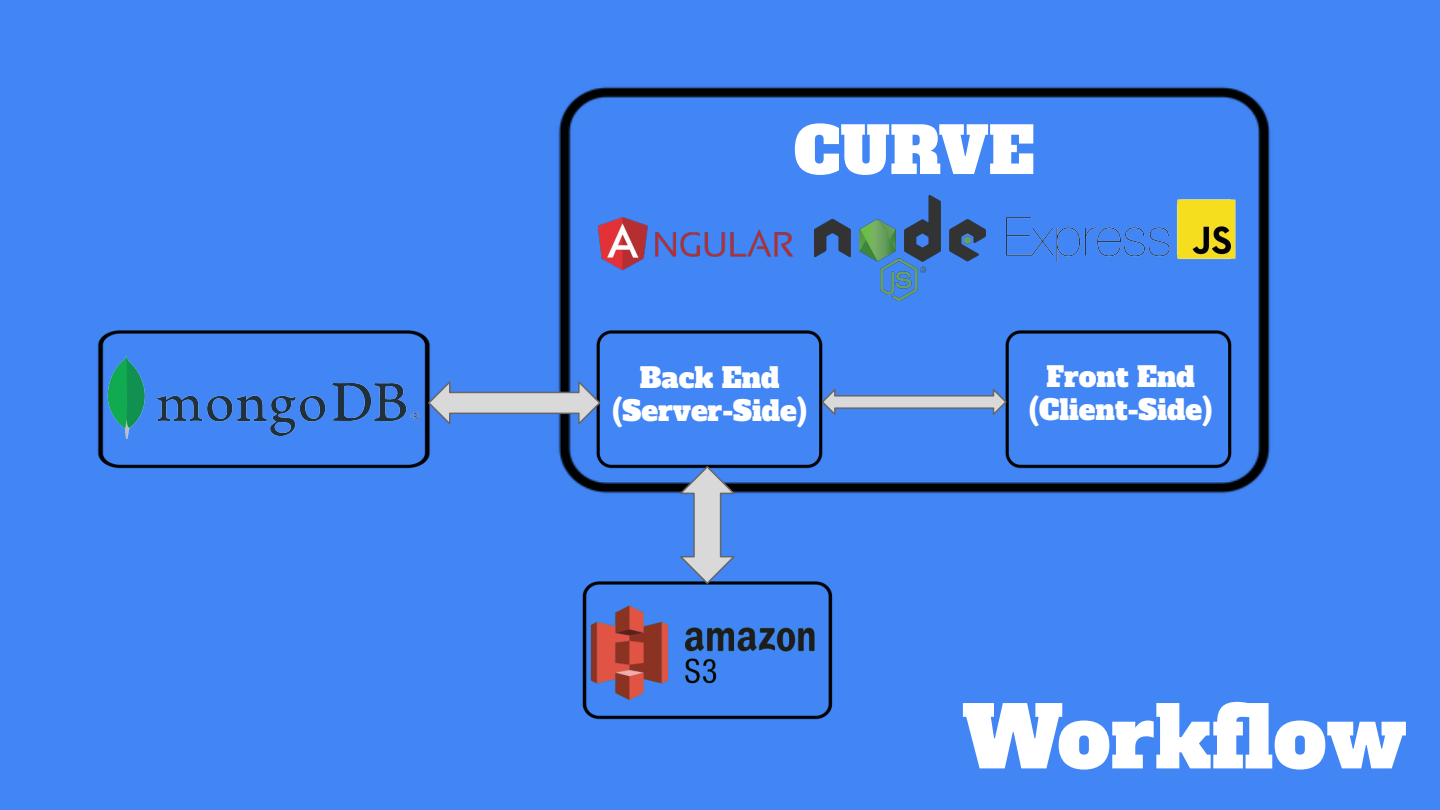 CURVE
ANGULAR
node
JS
Express
JS
mongoDB
Back End
(Server-Side)
Front End
(Client-Side)
amazon
S3
Workflow